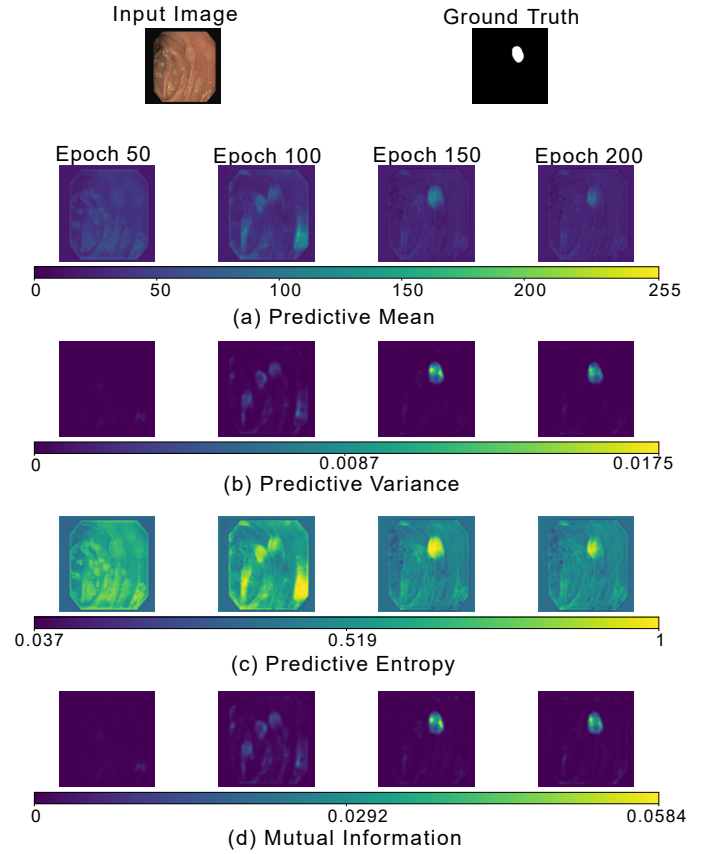 Input Image Ground Truth
Epoch 50 Epoch 100 Epoch 150 Epoch 200
0 50 100 150 200 255
(a) Predictive Mean
0 0.0087 0.0175
(b) Predictive Variance
0.037 0.519 1
(c) Predictive Entropy
0 0.0292 0.0584
(d) Mutual Information